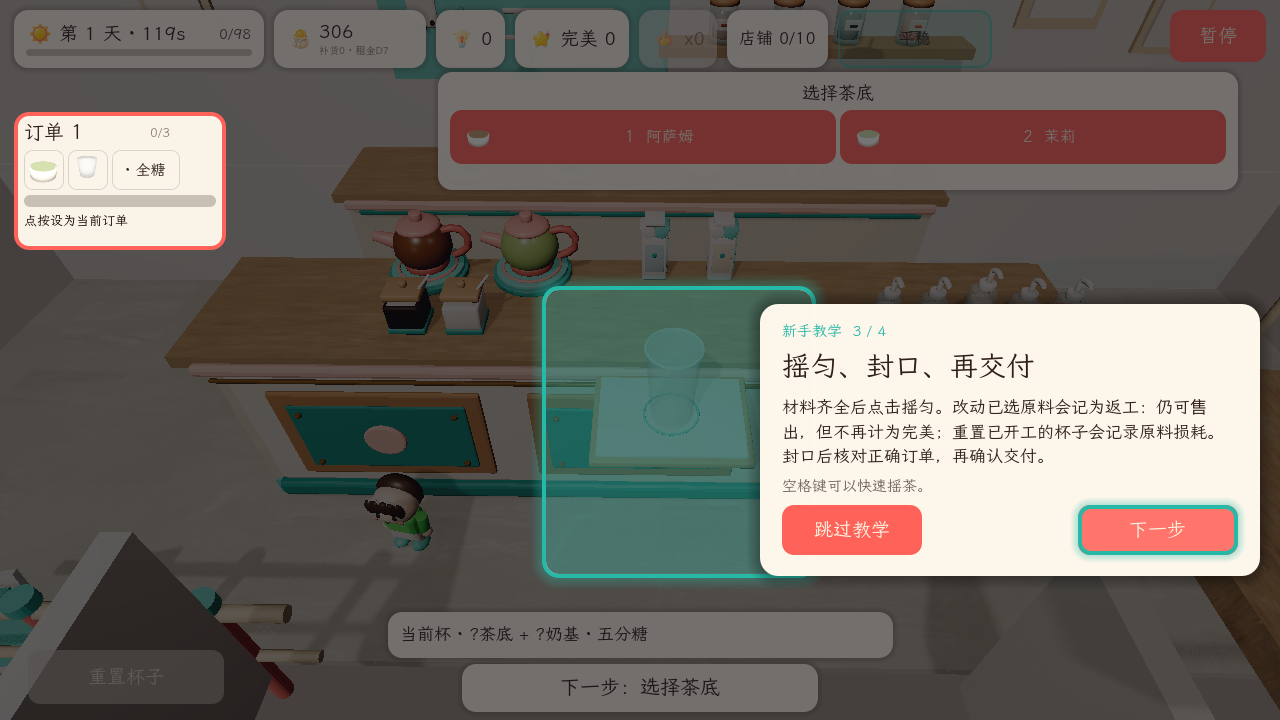 第 1 天·119s 0/98
306
补货0·租金D7
0
完美 0
x0
店铺 0/10
平稳
暂停
选择茶底
1 阿萨姆
2 茉莉
订单 1 0/3
·全糖
点按设为当前订单
新手教学 3 / 4
摇匀、封口、再交付
材料齐全后点击摇匀。改动已选原料会记为返工：仍可售
出，但不再计为完美；重置已开工的杯子会记录原料损耗。
封口后核对正确订单，再确认交付。
空格键可以快速摇茶。
跳过教学
下一步
当前杯·?茶底 + ?奶基·五分糖
重置杯子
下一步：选择茶底